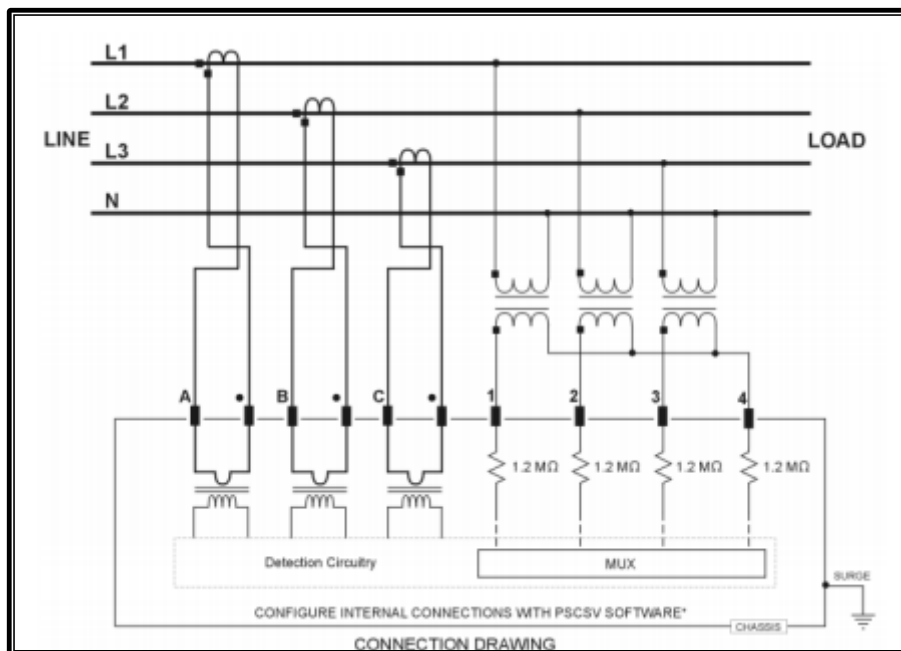 L1
L2
LINE
L3
LOAD
N
A
B
C
1
2
3
4
1.2 MΩ
1.2 MΩ
1.2 MΩ
1.2 MΩ
Detection Circuitry
MUX
SURGE
CONFIGURE INTERNAL CONNECTIONS WITH PSCSV SOFTWARE*
CHASSIS
CONNECTION DRAWING